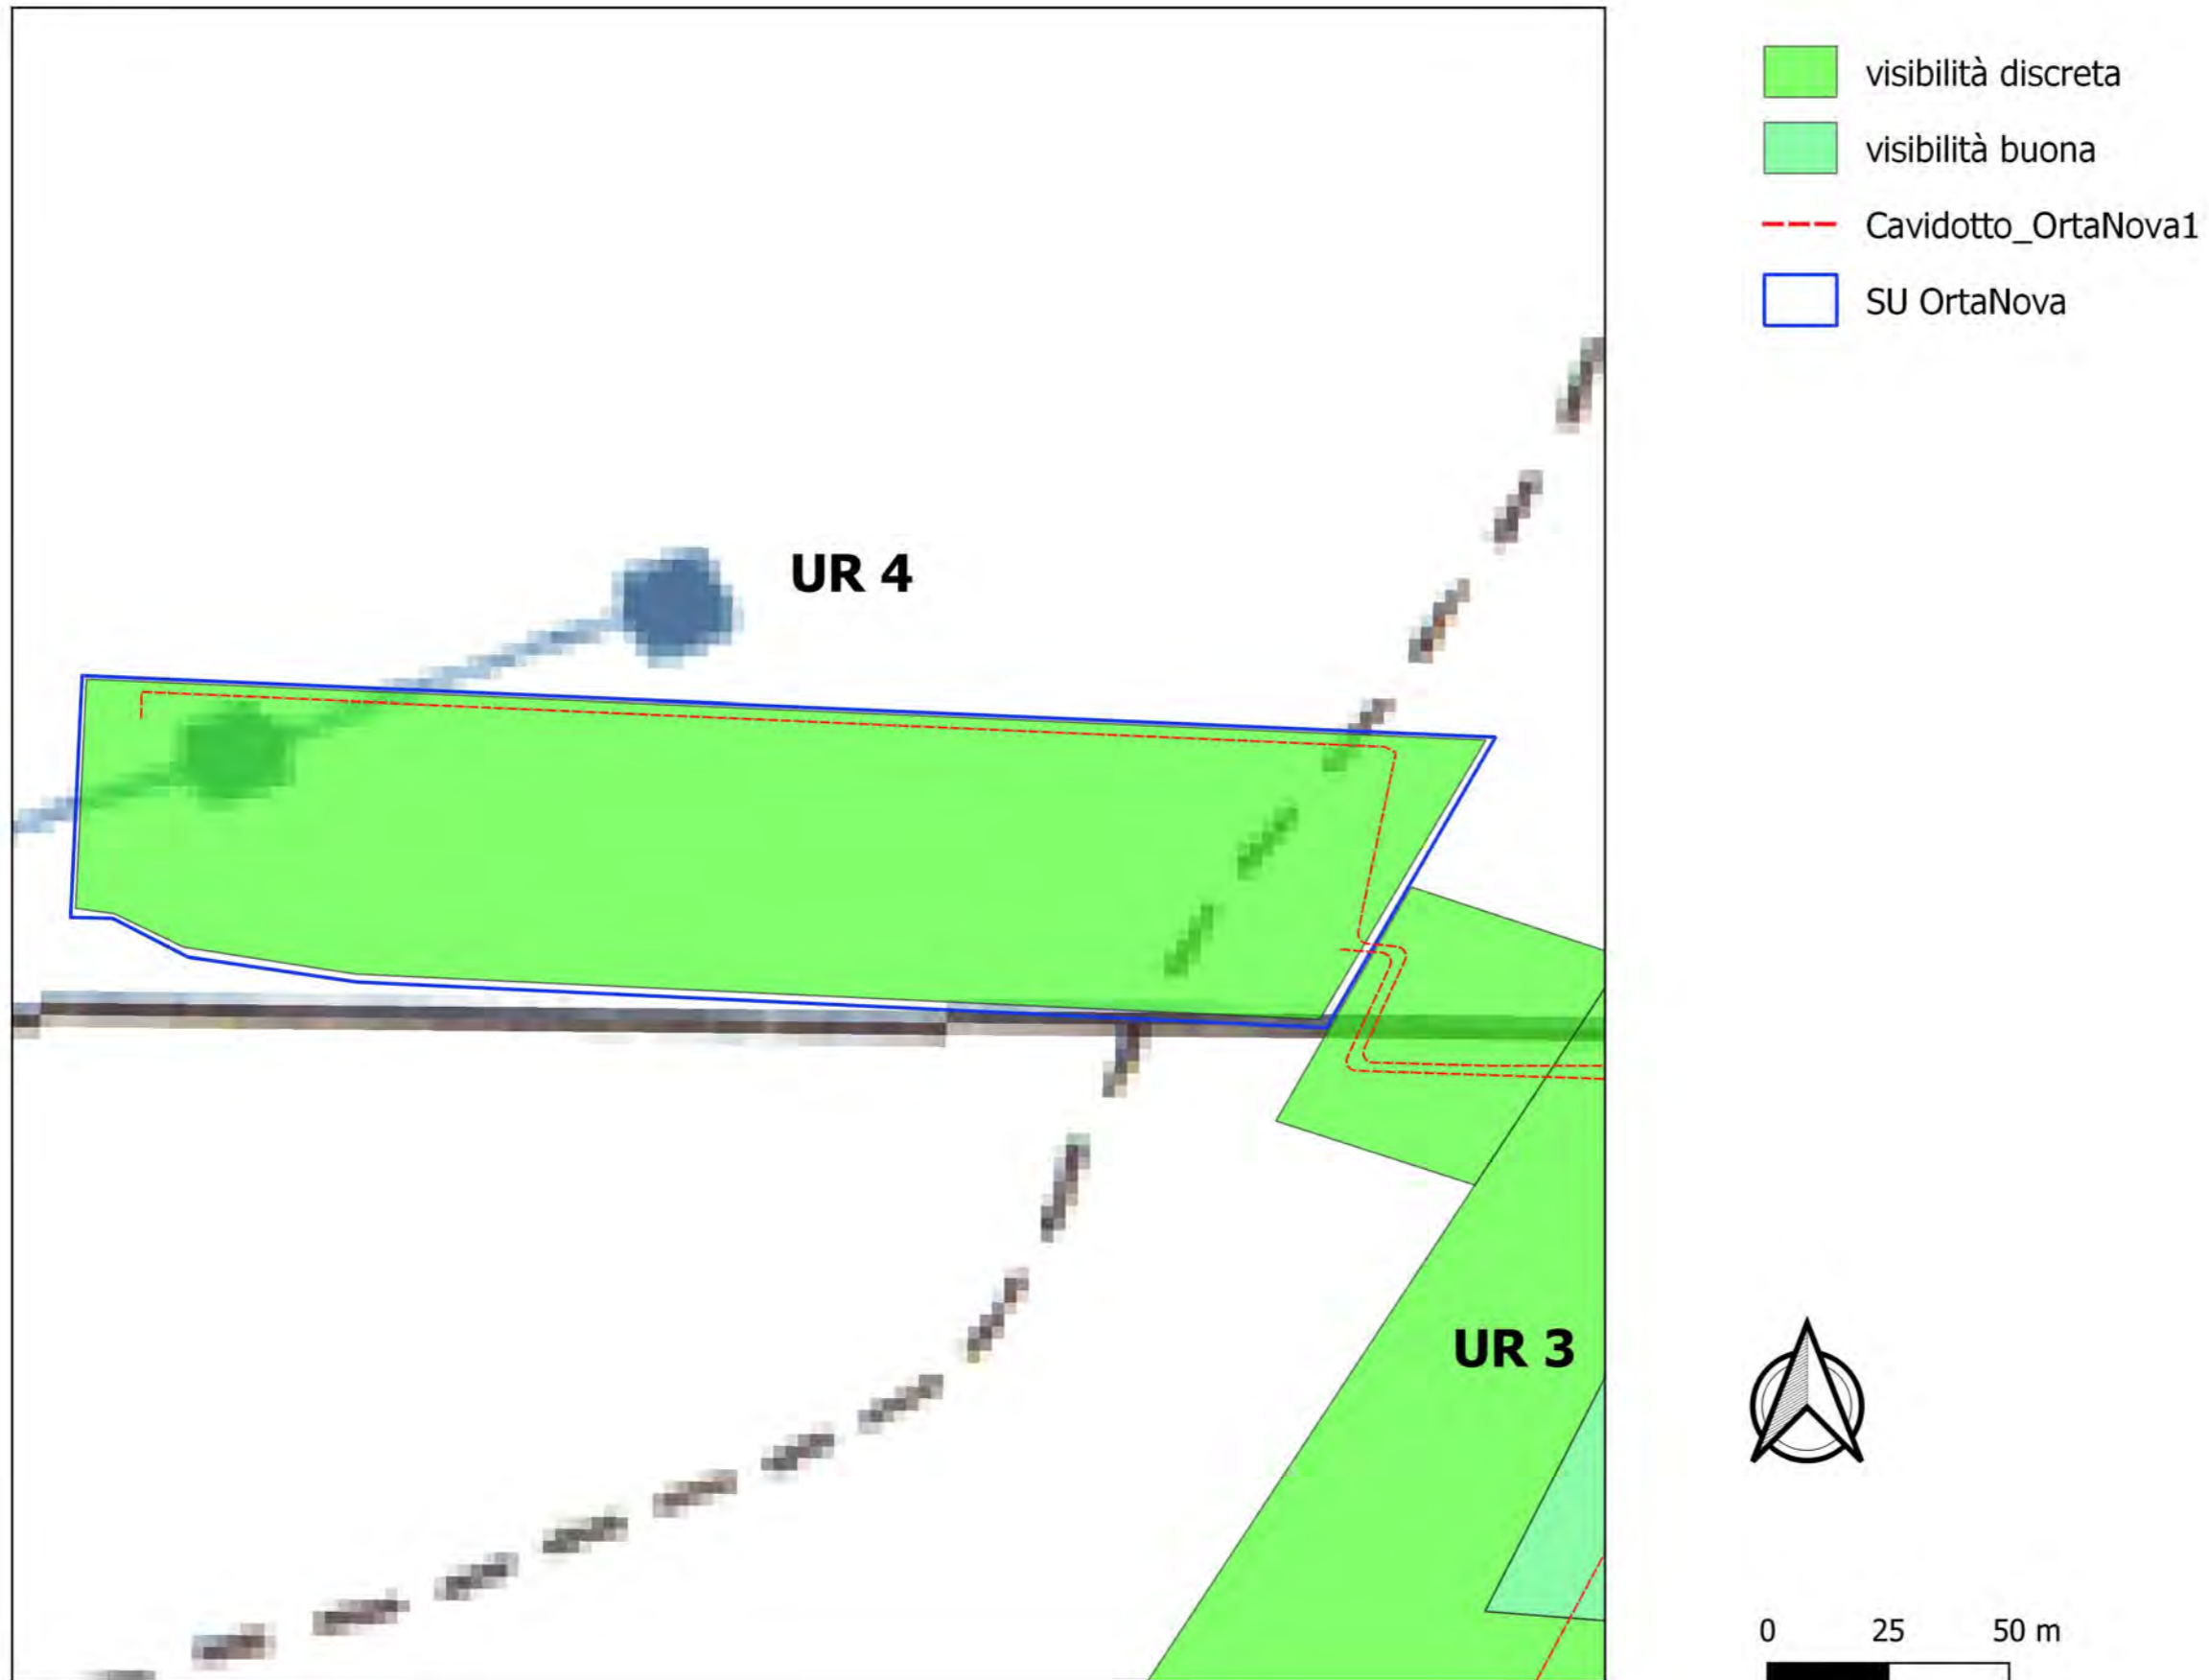 visibilità discreta
visibilità buona
Cavidotto_OrtaNova1
SU OrtaNova
UR 4
UR 3
0 25 50 m